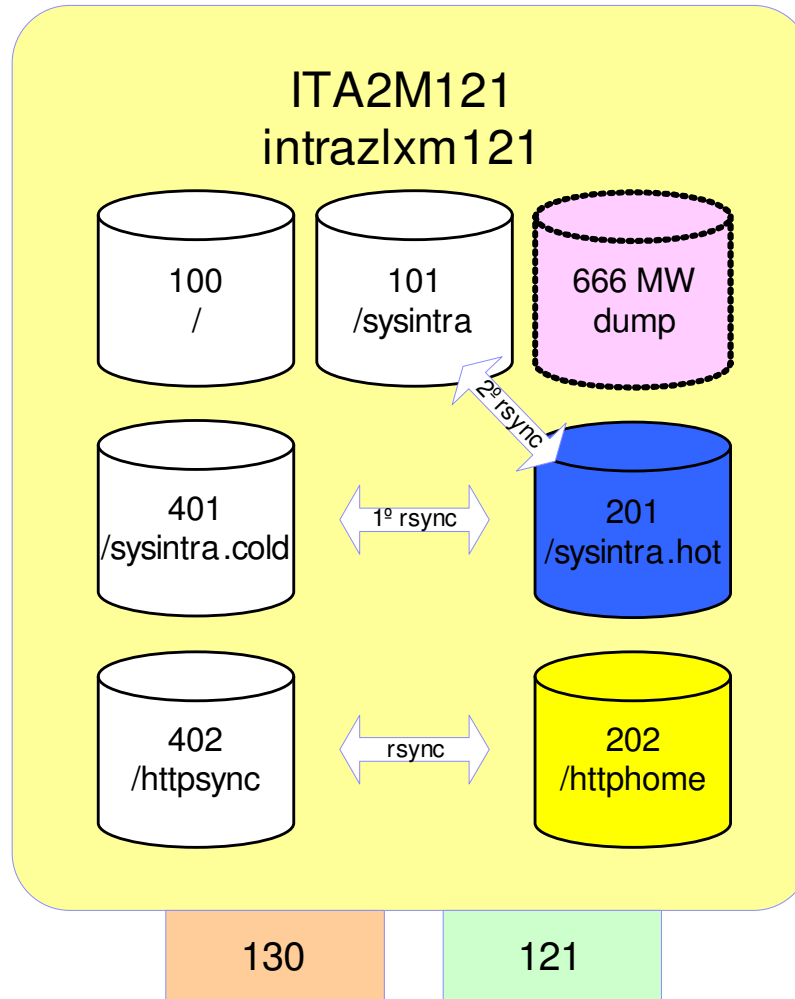 ITA2M121
intrazlxm121
100
/
101
/sysintra
666 MW
dump
2º rsync
401
/sysintra.cold
1º rsync
201
/sysintra.hot
402
/httpsync
rsync
202
/httphome
130
121